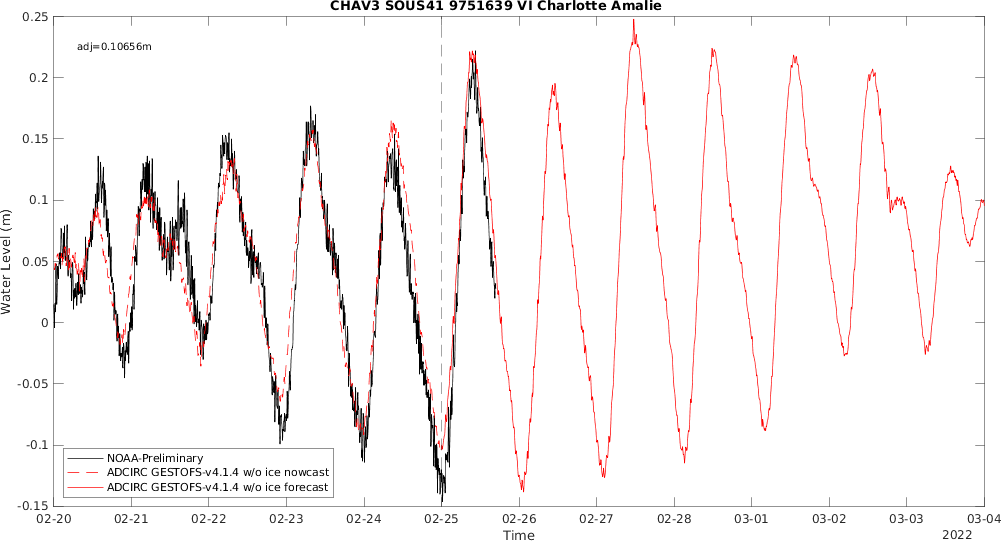 CHAV3 SOUS41 9751639 VI Charlotte Amalie
adj=0.10656m
0.25
0.2
0.15
0.1
0.05
0
-0.05
-0.1
-0.15
Water Level (m)
NOAA-Preliminary
ADCIRC GESTOFS-v4.1.4 w/o ice nowcast
ADCIRC GESTOFS-v4.1.4 w/o ice forecast
02-20 02-21 02-22 02-23 02-24 02-25 02-26 02-27 02-28 03-01 03-02 03-03 03-04
Time
2022